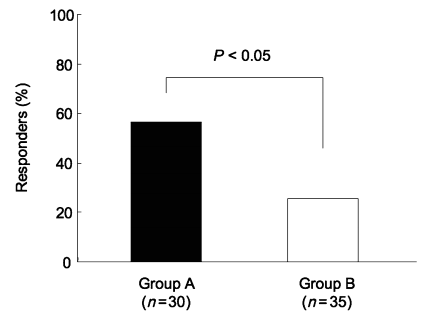 100
80
60
40
20
0
Responders (%)
P < 0.05
Group A
(n=30)
Group B
(n=35)